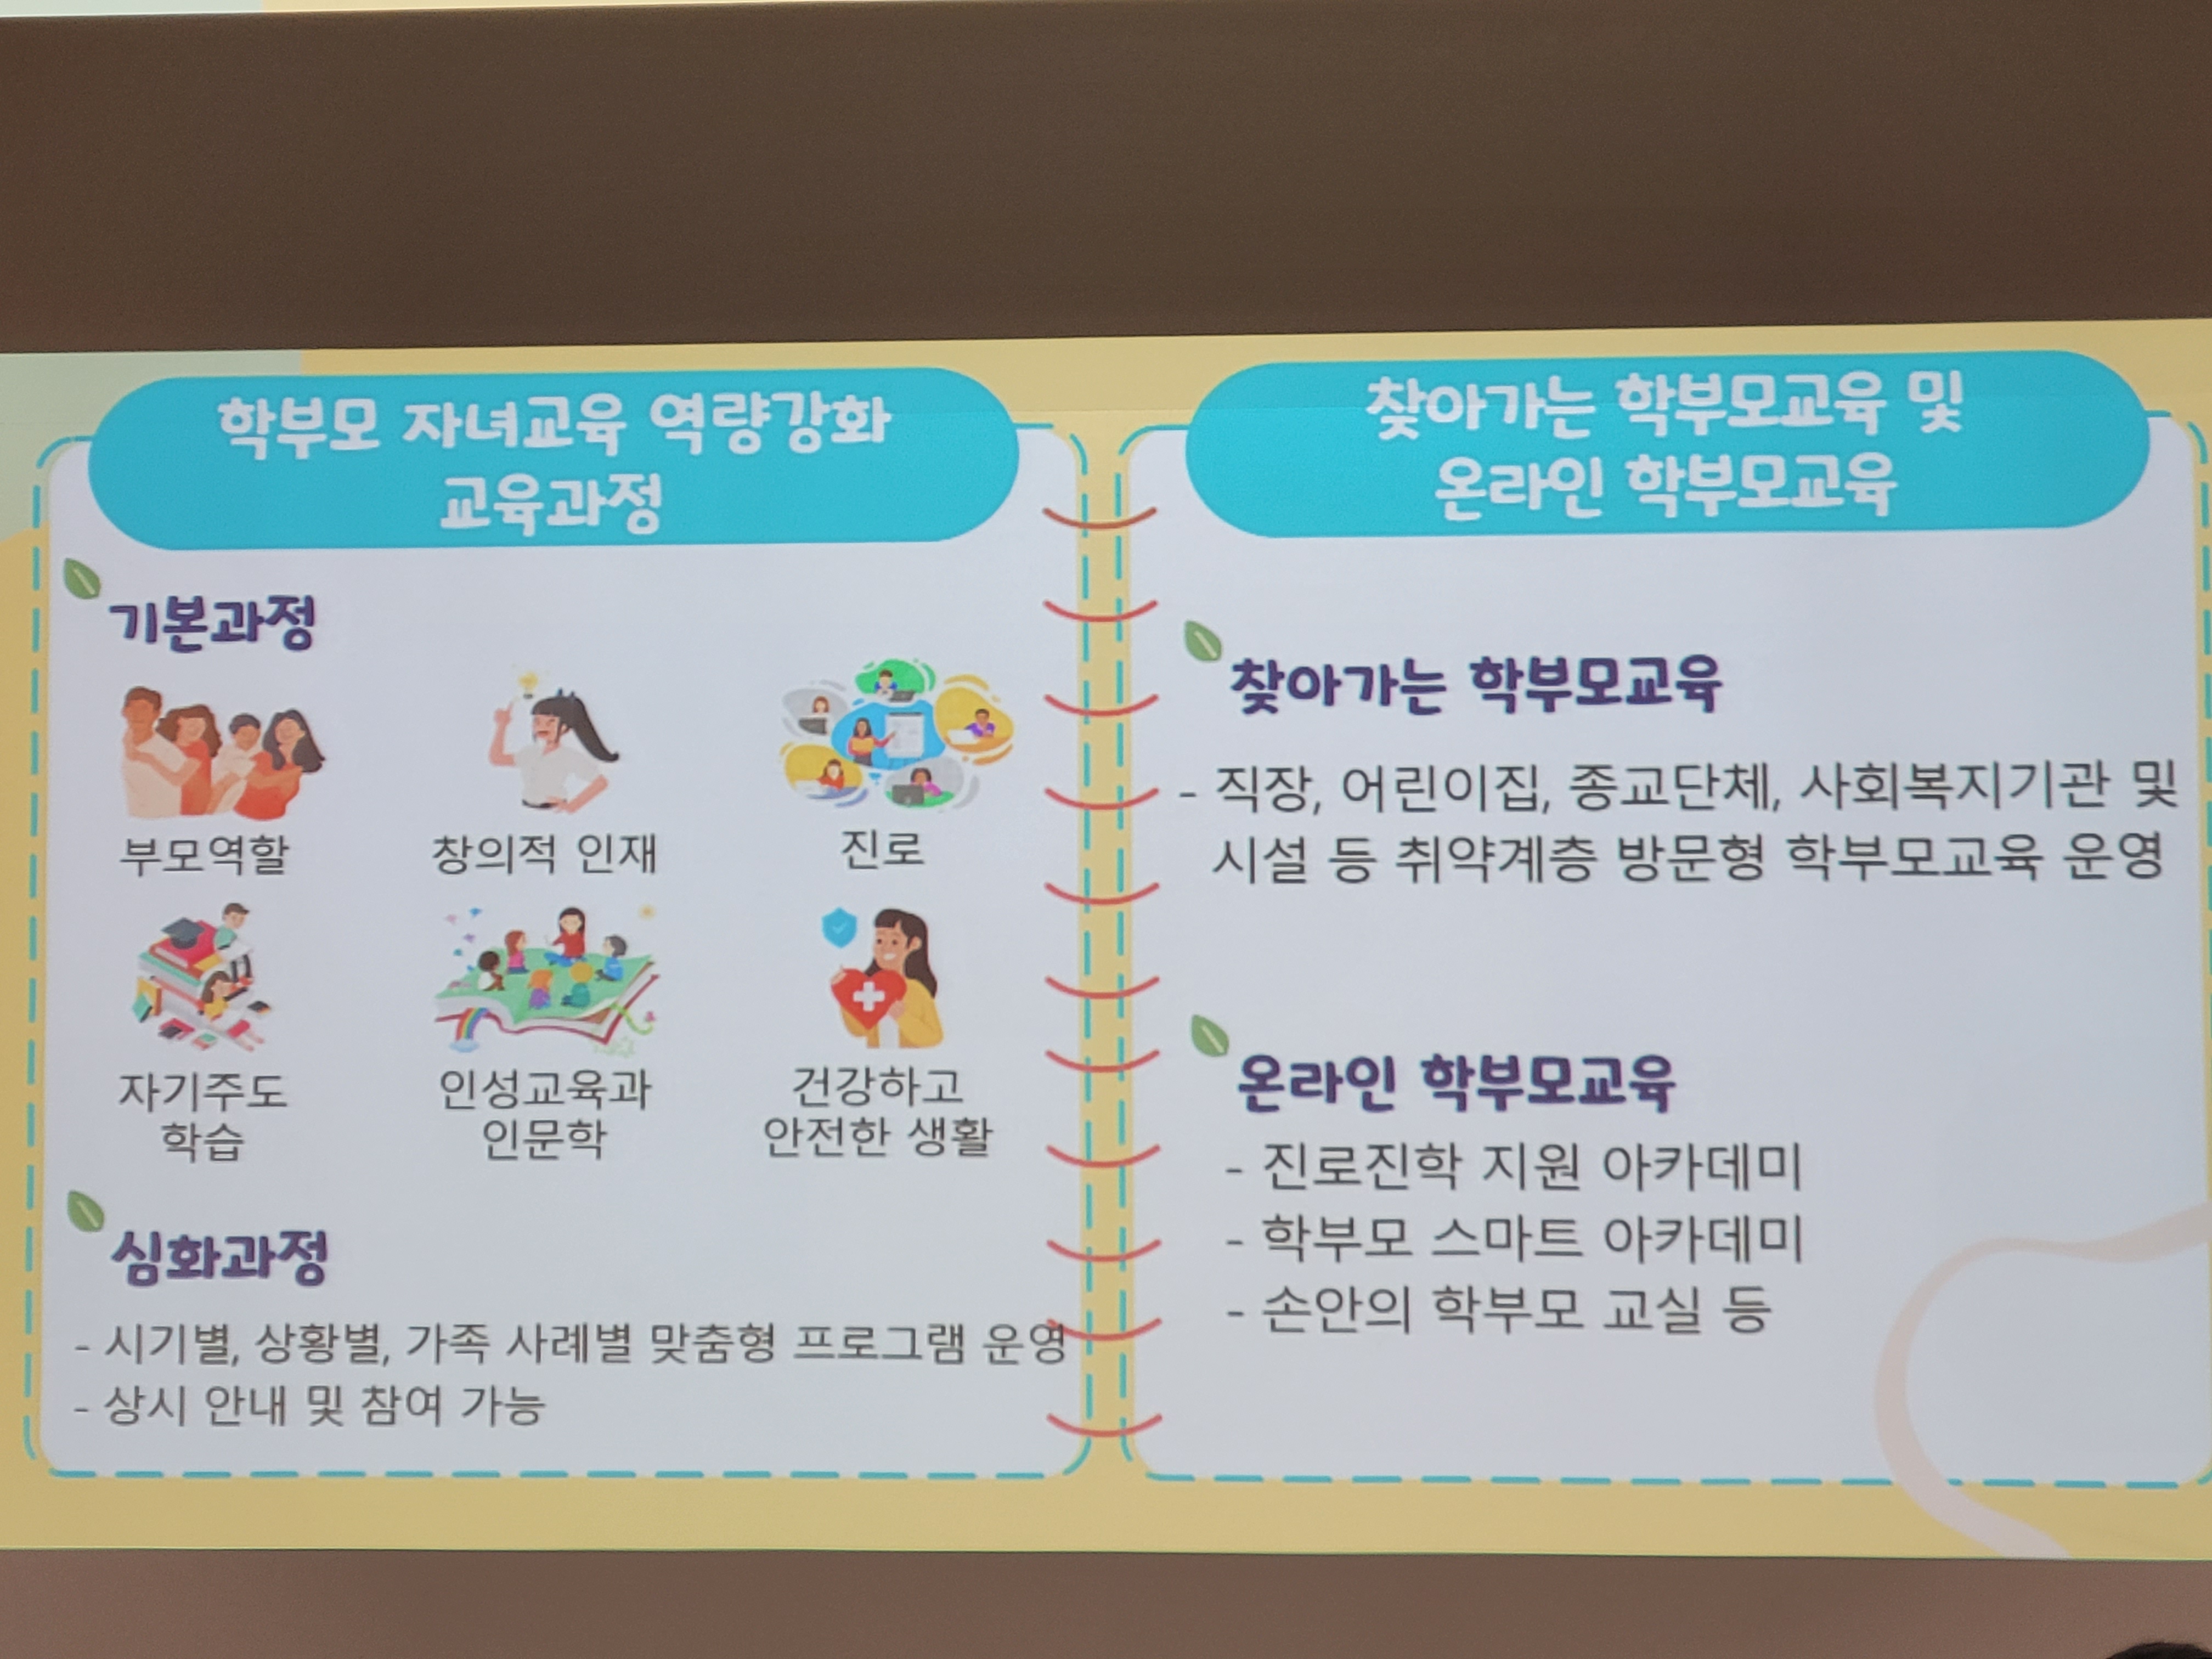 학부모 자녀교육 역량강화
교육과정
기본과정
부모역할
창의적 인재
진로
자기주도
학습
인성교육과
인문학
건강하고
안전한 생활
심화과정
- 시기별, 상황별, 가족 사례별 맞춤형 프로그램 운영
- 상시 안내 및 참여 가능
찾아가는 학부모교육 및
온라인 학부모교육
찾아가는 학부모교육
- 직장, 어린이집, 종교단체, 사회복지기관 및
시설 등 취약계층 방문형 학부모교육 운영
온라인 학부모교육
- 진로진학 지원 아카데미
- 학부모 스마트 아카데미
- 손안의 학부모 교실 등